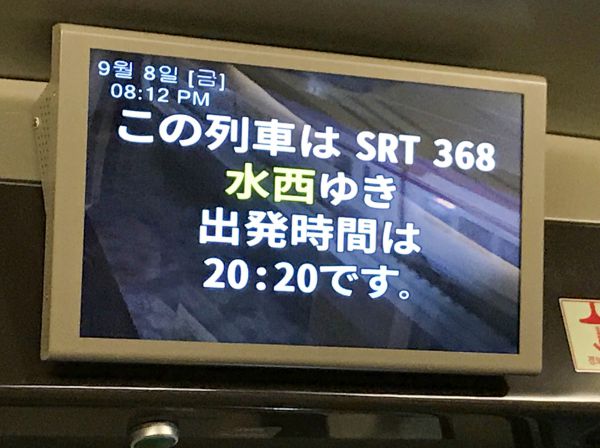 9월 8일 [금]
08:12 PM
この列車は SRT 368
水西ゆき
出発時間は
20:20です。